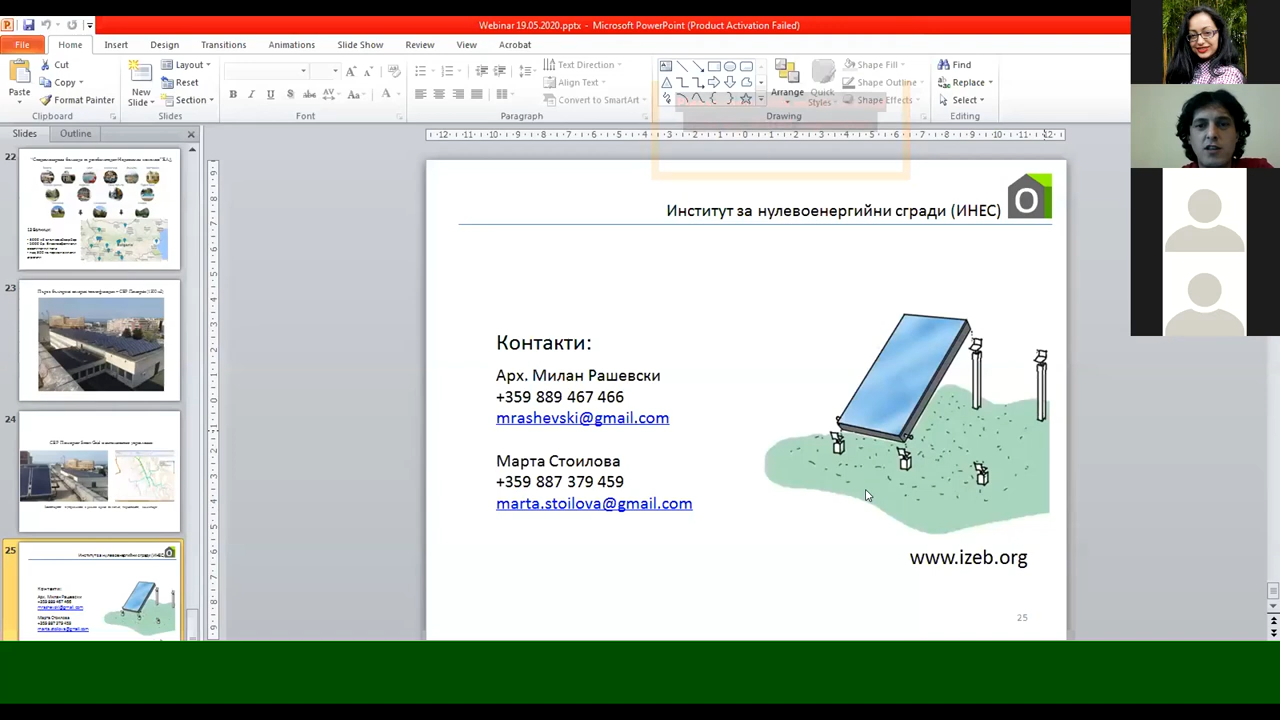 Webinar 19.05.2020.pptx - Microsoft PowerPoint (Product Activation Failed)
File Home Insert Design Transitions Animations Slide Show Review View Acrobat
Paste
Cut
Copy
Format Painter
Clipboard
New
Slide
Layout
Reset
Section
Slides
Font
Text Direction
Align Text
Convert to SmartArt
Paragraph
Arrange
Quick
Styles
Shape Fill
Shape Outline
Shape Effects
Drawing
Find
Replace
Select
Editing
Slides Outline
22
23
24
25
Институт за нулевоенергийни сгради (ИНЕС)
Контакти:
Арх. Милан Рашевски
+359 889 467 466
mrashevski@gmail.com
Марта Стоилова
+359 887 379 459
marta.stoilova@gmail.com
www.izeb.org
25